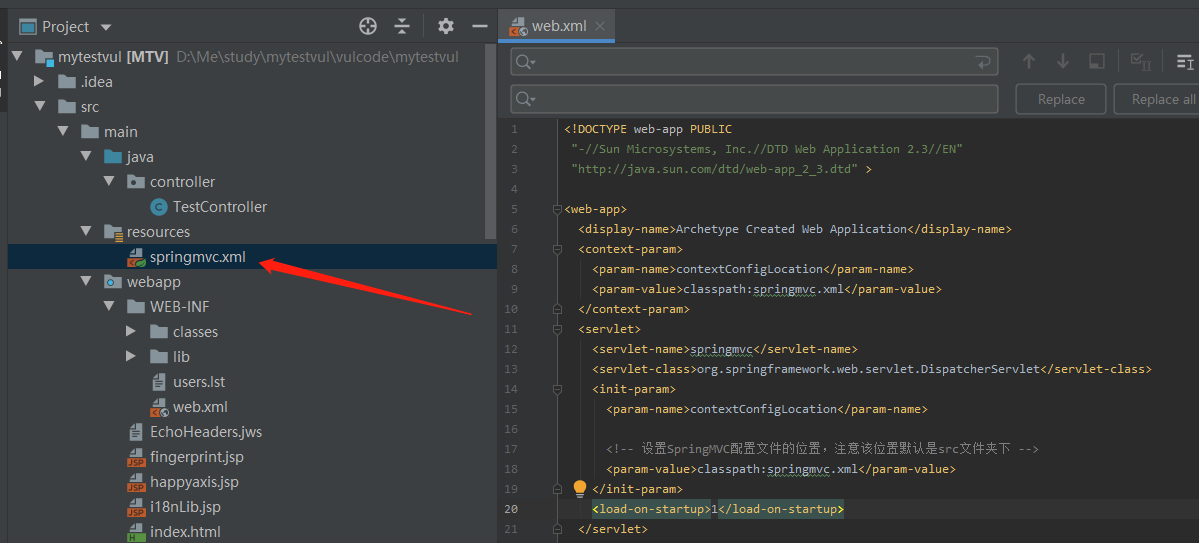 Project
mytestvul [MTV] D:\Me\study\mytestvul\vulcode\mytestvul
.idea
src
main
java
controller
TestController
resources
springmvc.xml
webapp
WEB-INF
classes
lib
users.lst
web.xml
EchoHeaders.jws
fingerprint.jsp
happyaxis.jsp
i18nLib.jsp
index.html
web.xml
Replace
Replace all
1 <!DOCTYPE web-app PUBLIC
2 "-//Sun Microsystems, Inc.//DTD Web Application 2.3//EN"
3 "http://java.sun.com/dtd/web-app_2_3.dtd" >
4
5 <web-app>
6 <display-name>Archetype Created Web Application</display-name>
7 <context-param>
8 <param-name>contextConfigLocation</param-name>
9 <param-value>classpath:springmvc.xml</param-value>
10 </context-param>
11 <servlet>
12 <servlet-name>springmvc</servlet-name>
13 <servlet-class>org.springframework.web.servlet.DispatcherServlet</servlet-class>
14 <init-param>
15 <param-name>contextConfigLocation</param-name>
16
17 <!-- 设置SpringMVC配置文件的位置，注意该位置默认是src文件夹下 -->
18 <param-value>classpath:springmvc.xml</param-value>
19 </init-param>
20 <load-on-startup>1</load-on-startup>
21 </servlet>